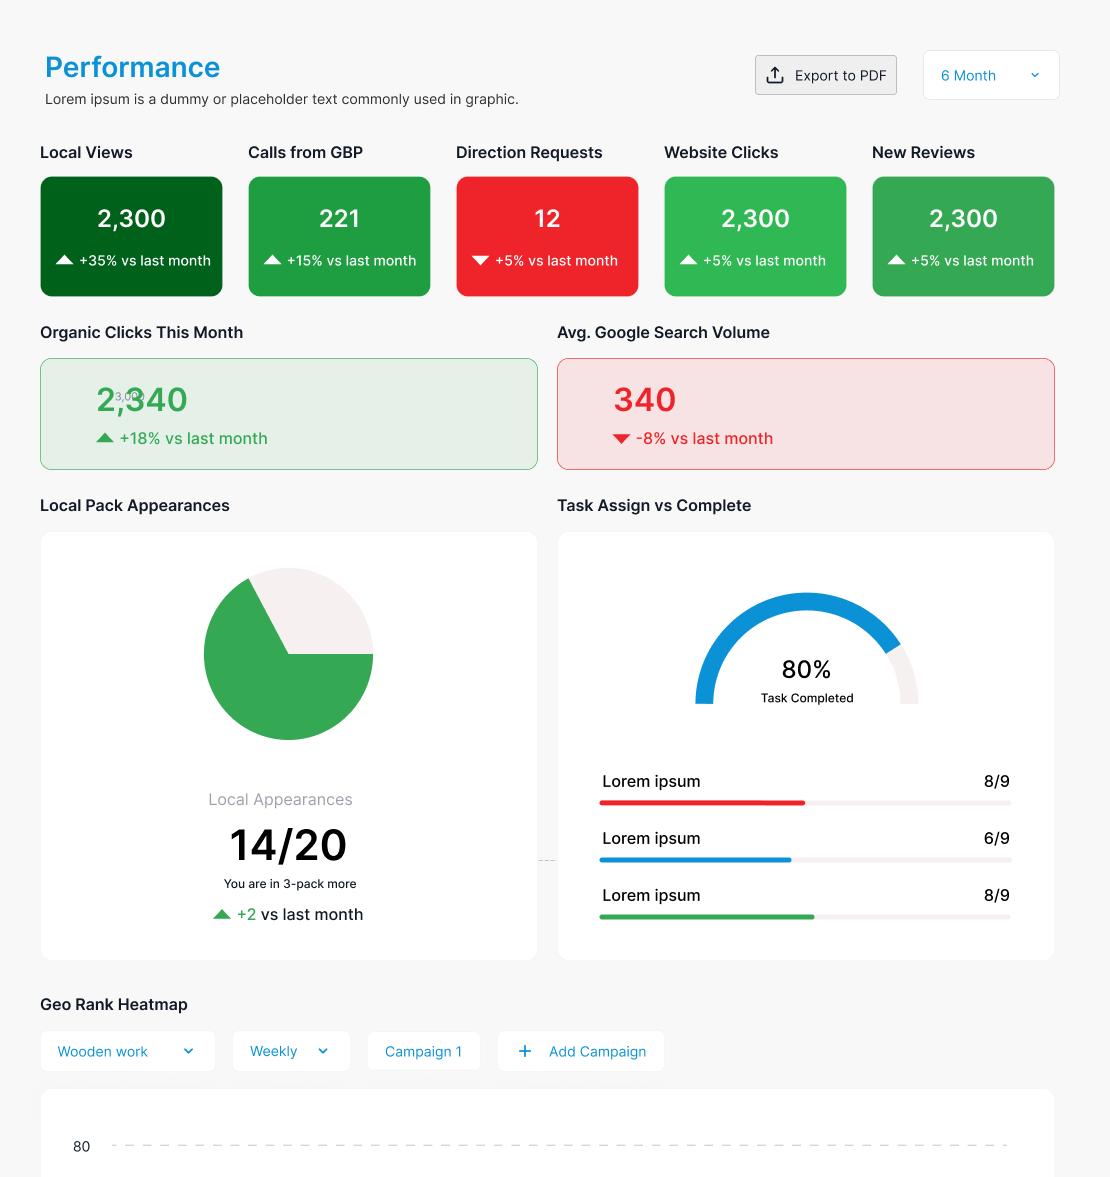 Performance
Lorem ipsum is a dummy or placeholder text commonly used in graphic.
Export to PDF
6 Month
Local Views
Calls from GBP
Direction Requests
Website Clicks
New Reviews
2,300
221
12
2,300
2,300
+35% vs last month
+15% vs last month
+5% vs last month
+5% vs last month
+5% vs last month
Organic Clicks This Month
Avg. Google Search Volume
2,340
3,000
340
+18% vs last month
-8% vs last month
Local Pack Appearances
Task Assign vs Complete
80%
Task Completed
Local Appearances
14/20
You are in 3-pack more
+2 vs last month
Lorem ipsum 8/9
Lorem ipsum 6/9
Lorem ipsum 8/9
Geo Rank Heatmap
Wooden work
Weekly
Campaign 1
Add Campaign
80